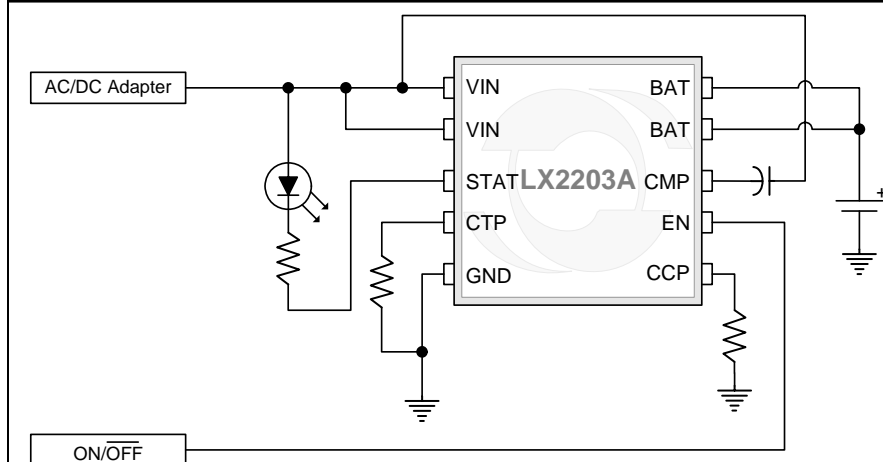 AC/DC Adapter
VIN
BAT
VIN
BAT
STAT
LX2203A
CMP
CTP
EN
GND
CCP
+
ON/OFF